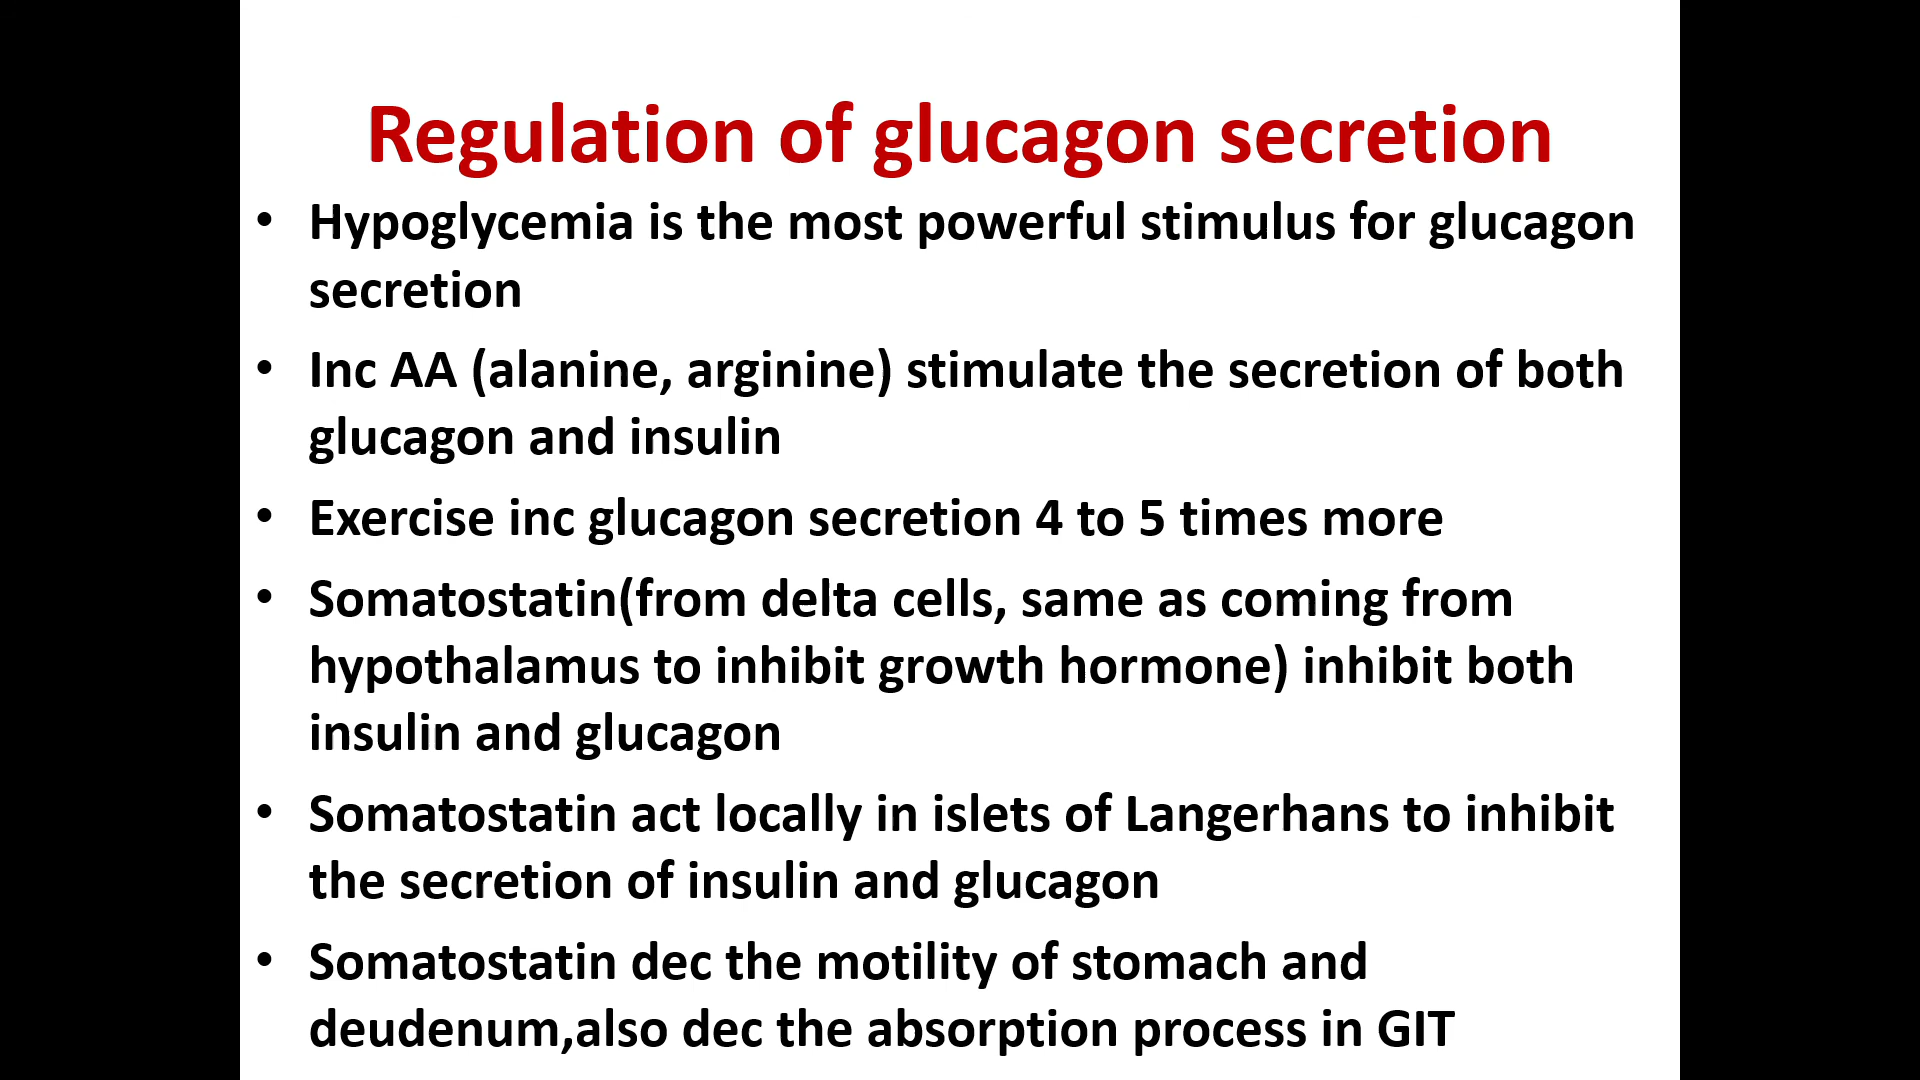 Regulation of glucagon secretion
• Hypoglycemia is the most powerful stimulus for glucagon
secretion
• Inc AA (alanine, arginine) stimulate the secretion of both
glucagon and insulin
• Exercise inc glucagon secretion 4 to 5 times more
• Somatostatin(from delta cells, same as coming from
hypothalamus to inhibit growth hormone) inhibit both
insulin and glucagon
• Somatostatin act locally in islets of Langerhans to inhibit
the secretion of insulin and glucagon
• Somatostatin dec the motility of stomach and
deudenum,also dec the absorption process in GIT